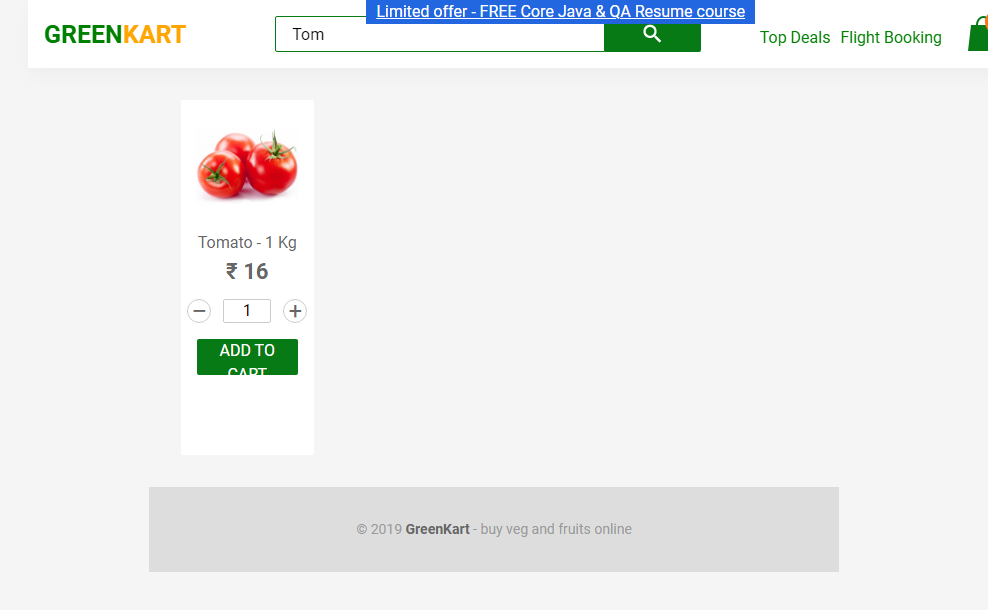 Limited offer - FREE Core Java & QA Resume course
GREENKART
Tom
Top Deals
Flight Booking
Tomato - 1 Kg
₹ 16
1
ADD TO
CART
© 2019 GreenKart - buy veg and fruits online